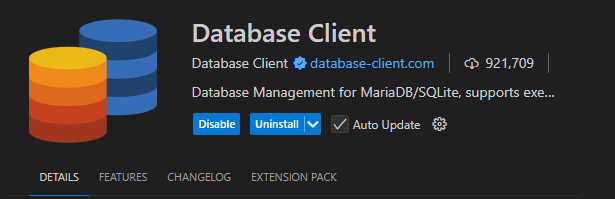 Database Client
Database Client database-client.com 921,709
Database Management for MariaDB/SQLite, supports exe...
Disable Uninstall Auto Update
DETAILS FEATURES CHANGELOG EXTENSION PACK